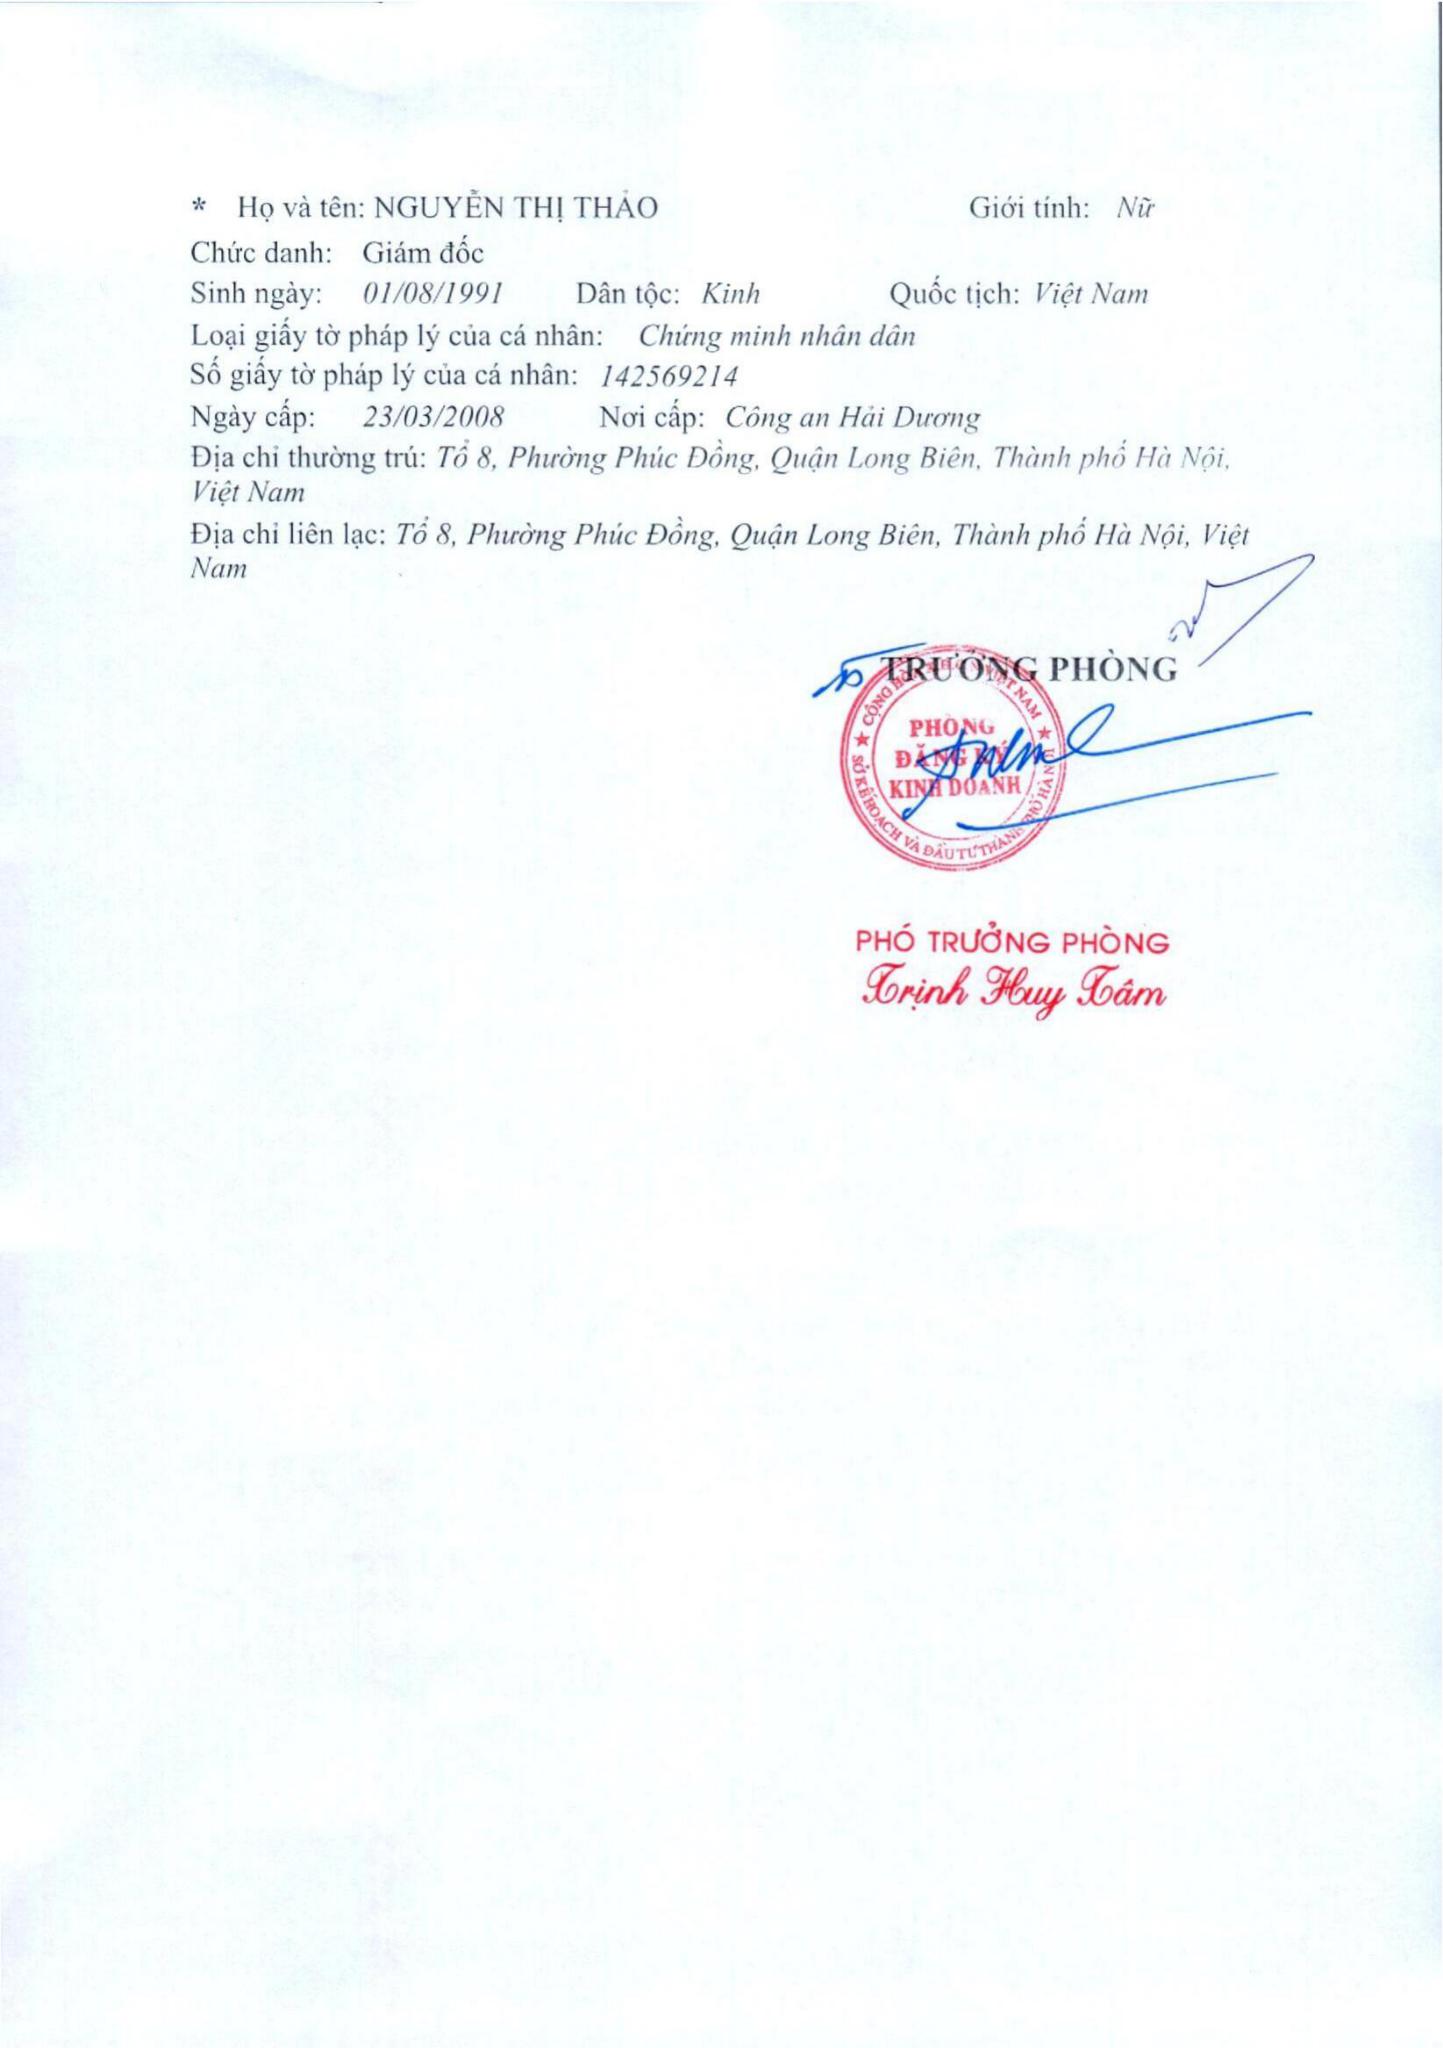 * Họ và tên: NGUYỄN THỊ THẢO Giới tính: Nữ
Chức danh: Giám đốc
Sinh ngày: 01/08/1991 Dân tộc: Kinh Quốc tịch: Việt Nam
Loại giấy tờ pháp lý của cá nhân: Chứng minh nhân dân
Số giấy tờ pháp lý của cá nhân: 142569214
Ngày cấp: 23/03/2008 Nơi cấp: Công an Hải Dương
Địa chỉ thường trú: Tổ 8, Phường Phúc Đồng, Quận Long Biên, Thành phố Hà Nội,
Việt Nam
Địa chỉ liên lạc: Tổ 8, Phường Phúc Đồng, Quận Long Biên, Thành phố Hà Nội, Việt
Nam
TRƯỞNG PHÒNG
CỘNG HÒA VIỆT NAM
PHÒNG
ĐĂNG KÝ
KINH DOANH
SỞ KẾ HOẠCH VÀ ĐẦU TƯ THÀNH PHỐ HÀ NỘI
PHÓ TRƯỞNG PHÒNG
Trịnh Huy Tâm